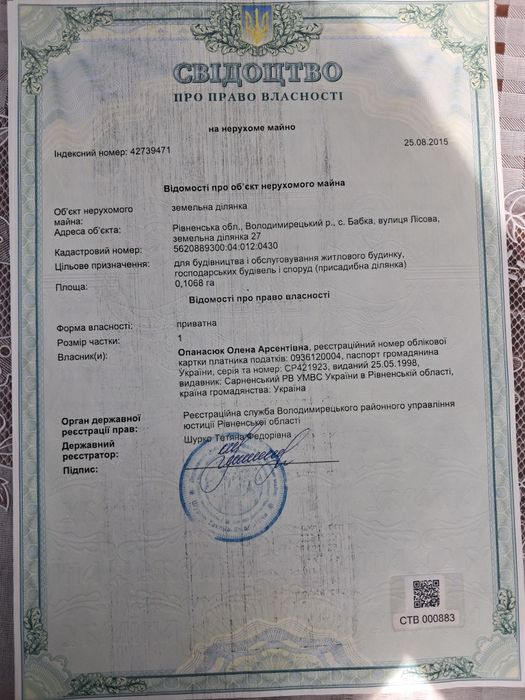 СВІДОЦТВО
ПРО ПРАВО ВЛАСНОСТІ
на нерухоме майно
Індексний номер: 42739471
25.08.2015
Відомості про об'єкт нерухомого майна
Об'єкт нерухомого майна: земельна ділянка
Адреса об'єкта: Рівненська обл., Володимирецький р., с. Бабка, вулиця Лісова,
земельна ділянка 27
Кадастровий номер: 5620889300:04:012:0430
Цільове призначення: для будівництва і обслуговування житлового будинку,
господарських будівель і споруд (присадибна ділянка)
Площа: 0,1068 га
Відомості про право власності
Форма власності: приватна
Розмір частки: 1
Власник(и): Опанасюк Олена Арсентівна, реєстраційний номер облікової
картки платника податків: 0936120004, паспорт громадянина
України, серія та номер: СР421923, виданий 25.05.1998,
видавник: Сарненський РВ УМВС України в Рівненській області,
країна громадянства: Україна
Орган державної реєстрації прав: Реєстраційна служба Володимирецького районного управління
юстиції Рівненської області
Державний реєстратор: Шурко Тетяна Федорівна
Підпис:
СТВ 000883